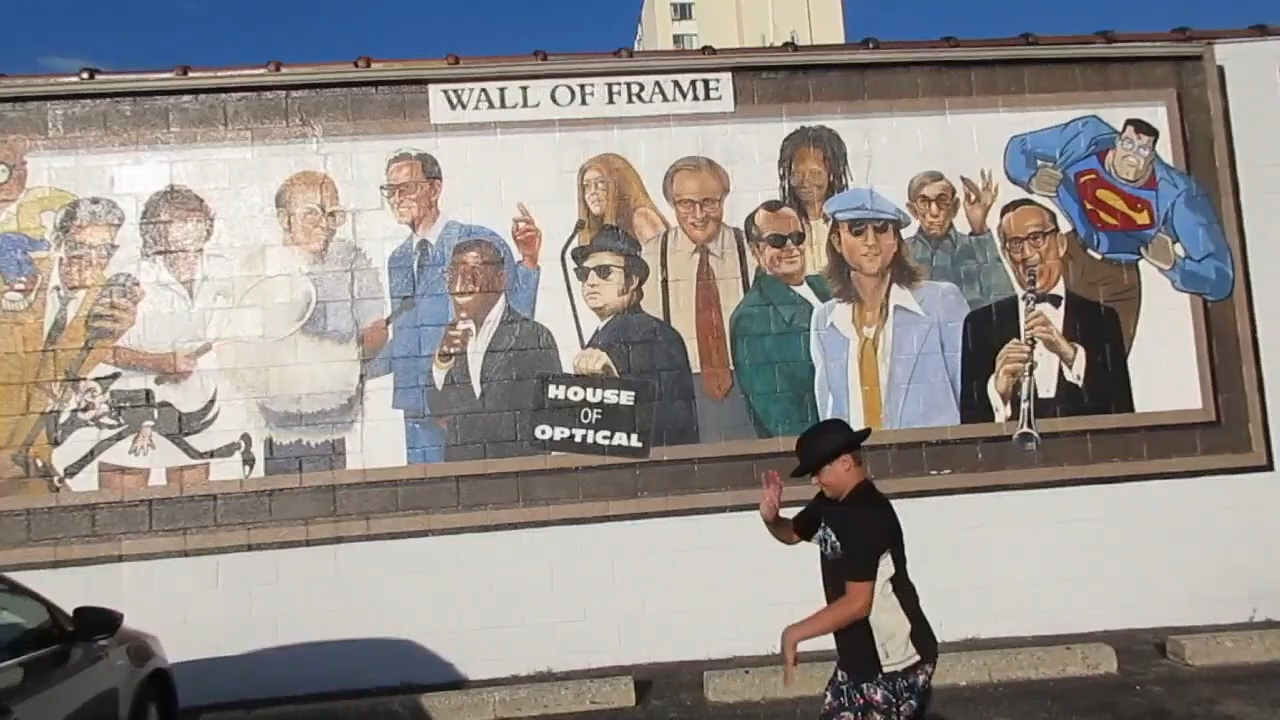 WALL OF FRAME
HOUSE
OF
OPTICAL
S